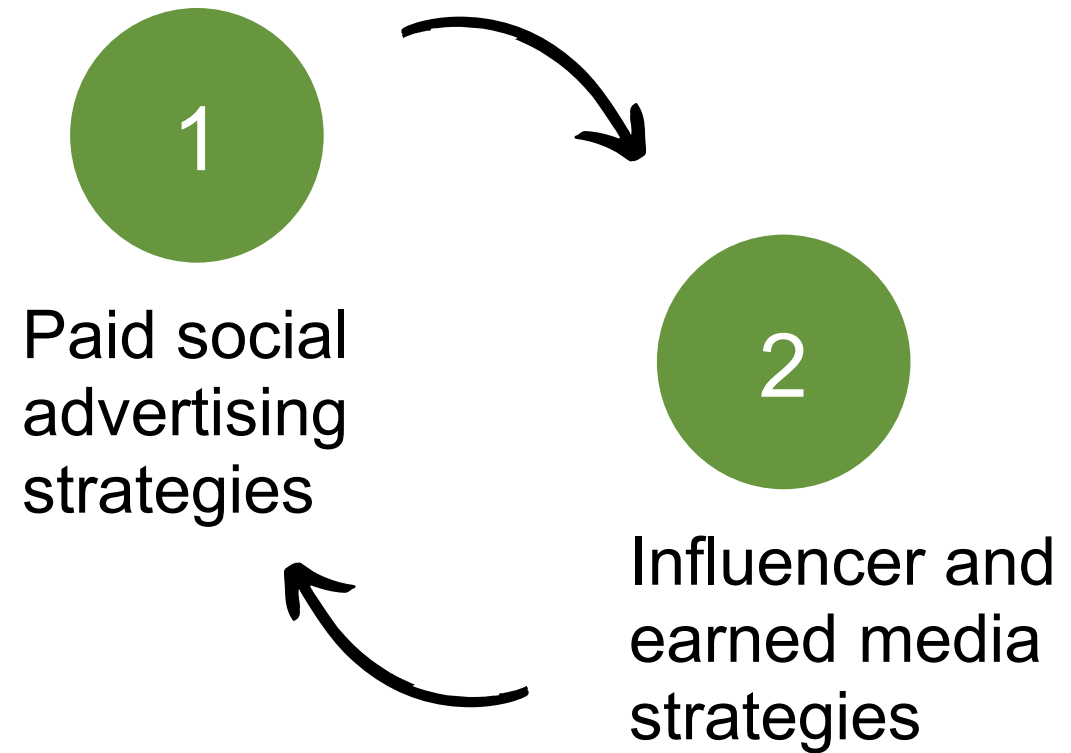 1
Paid social
advertising
strategies
2
Influencer and
earned media
strategies